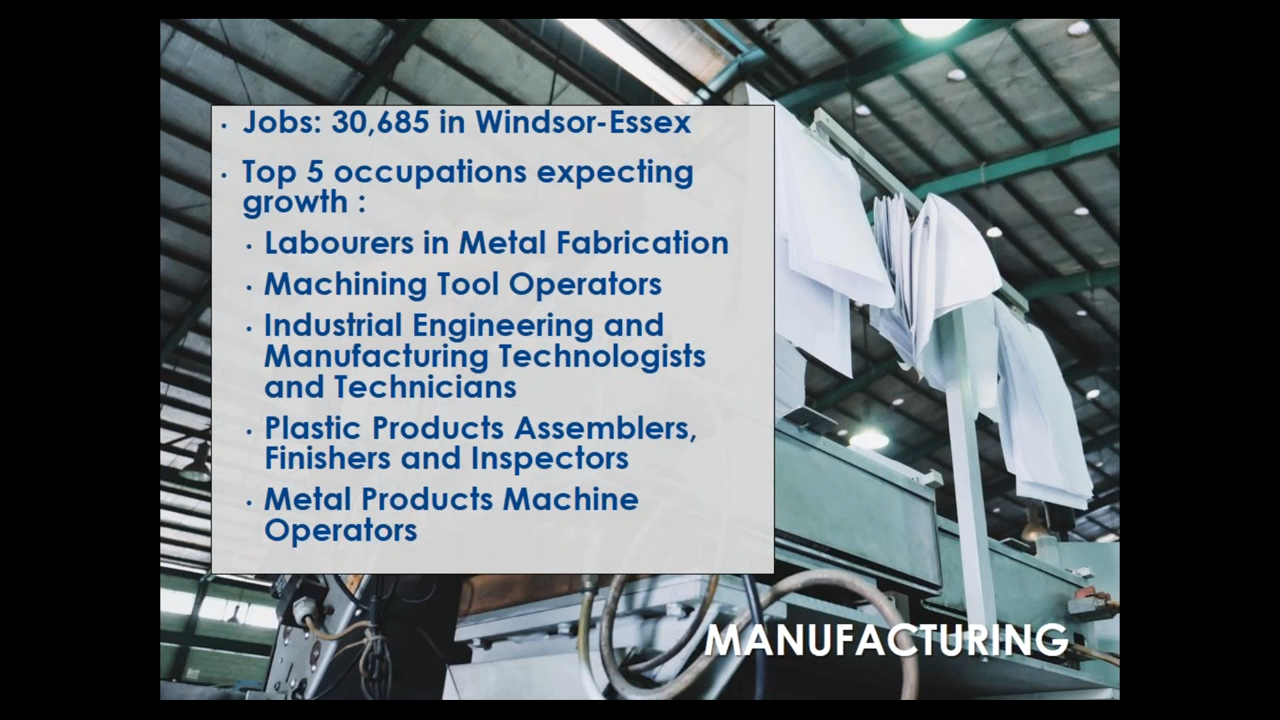 · Jobs: 30,685 in Windsor-Essex
· Top 5 occupations expecting
growth :
· Labourers in Metal Fabrication
· Machining Tool Operators
· Industrial Engineering and
Manufacturing Technologists
and Technicians
· Plastic Products Assemblers,
Finishers and Inspectors
· Metal Products Machine
Operators
MANUFACTURING